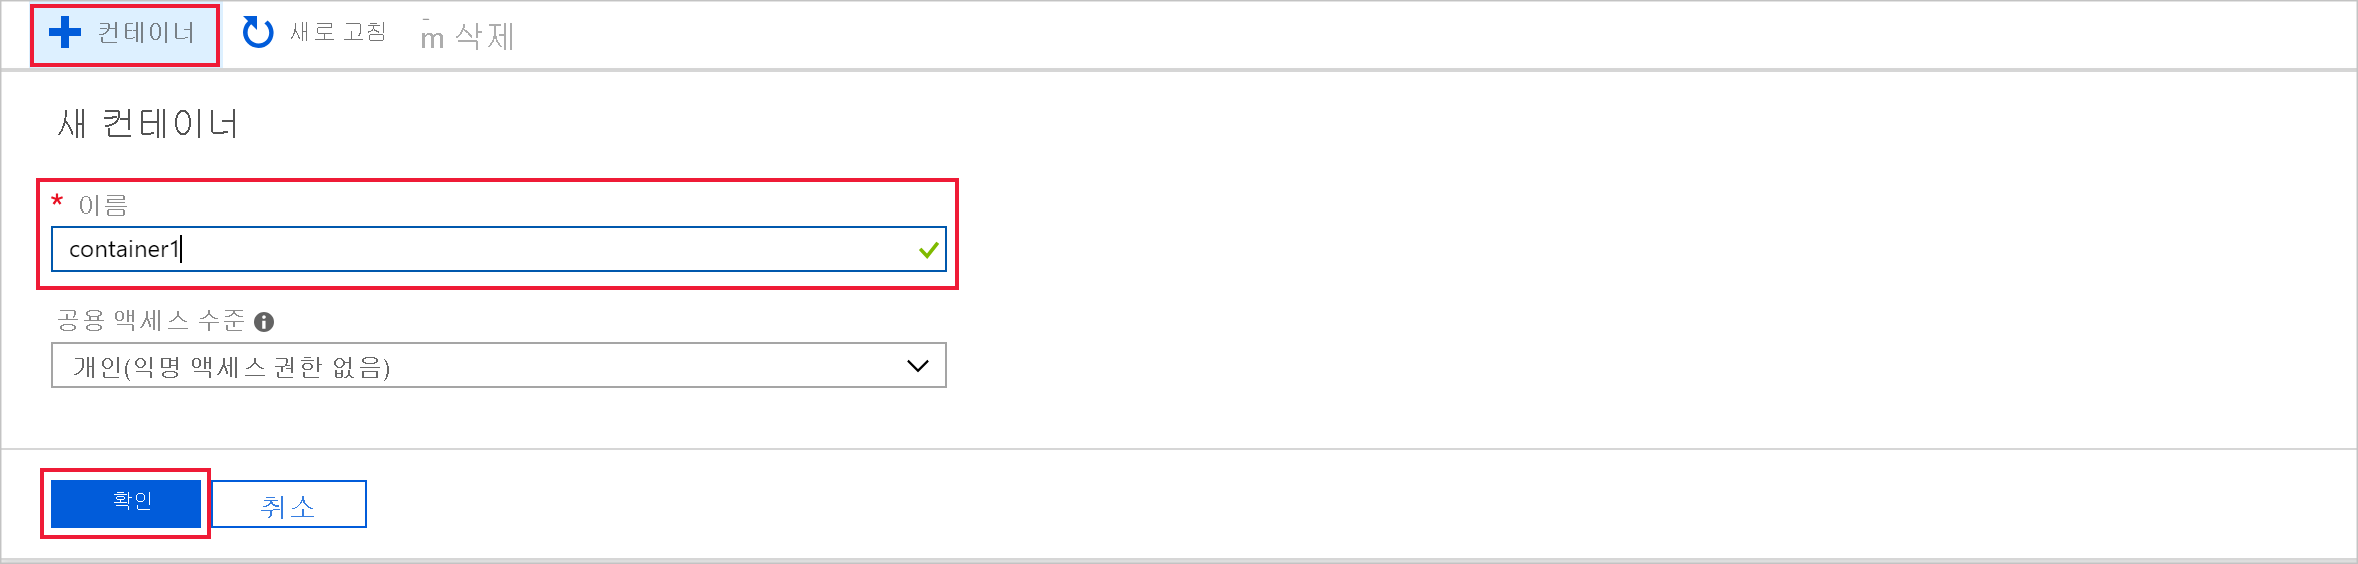 컨테이너 새로 고침 m 삭제
새 컨테이너
* 이름
container1
공용 액세스 수준
개인(익명 액세스 권한 없음)
확인 취소